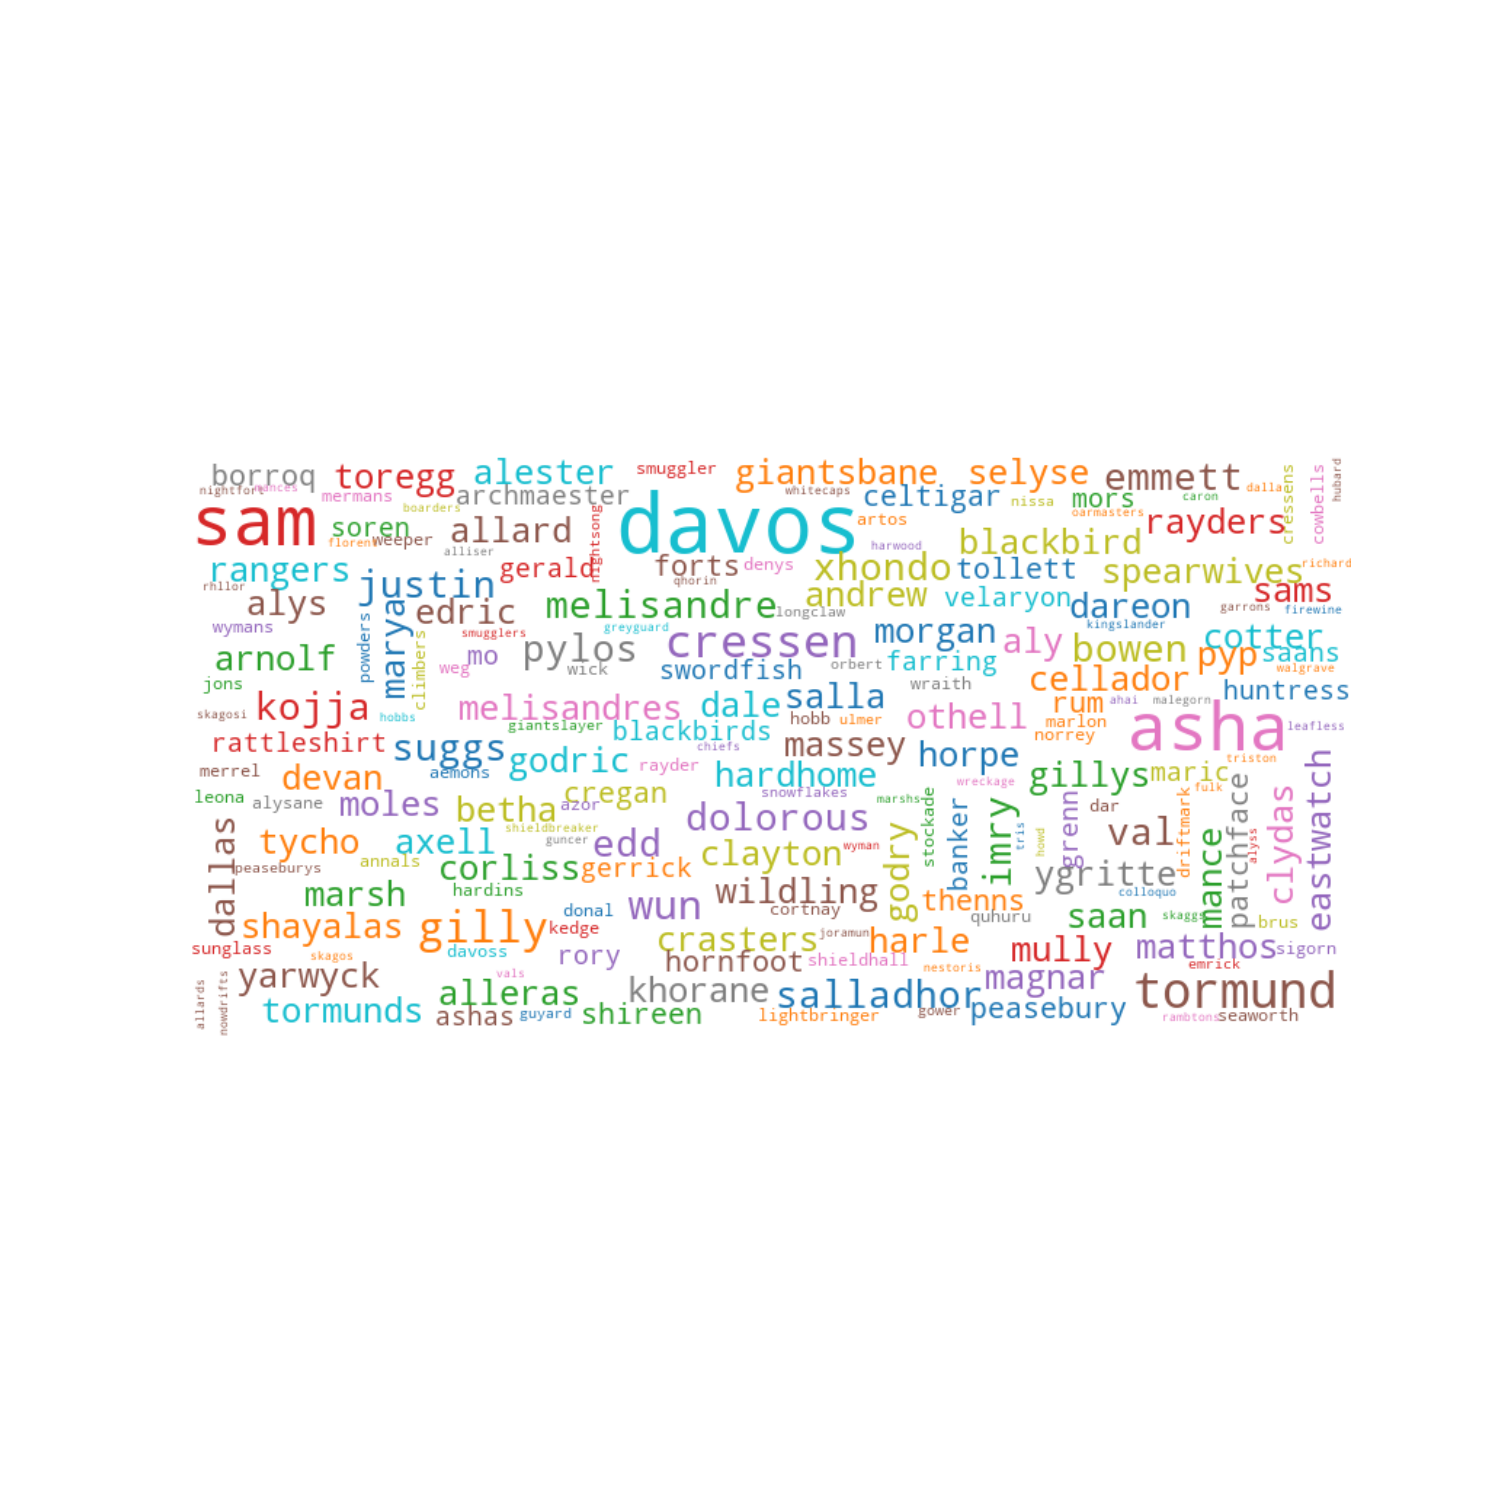 borroq toregg alester smuggler giantsbane selyse emmett dalla cressens cowbells hubard
nightfort mances mermans archmaester whitecaps celtigar nissa mors caron
sam soren boarders allard nightsong davos artos oarmasters rayders
weeper alliser harwood blackbird
rangers justin gerald forts denys xhondo tollett spearwives richard
rhllor alys marya edric melisandre qhorin longclaw andrew velaryon dareon garrons sams firewine
wymans powders climbers smugglers greyguard cressen morgan aly kingslander bowen cotter
arnolf weg mo pylos wick swordfish orbert farring cellador pyp saans walgrave
jons kojja melisandres dale salla wraith rum ahai malegorn huntress
skagosi hobbs giantslayer blackbirds hobb ulmer othell marlon norrey asha leafless
rattleshirt suggs godric rayder chiefs massey horpe triston
merrel devan aemons hardhome wreckage gillys maric fulk
leona alysane moles betha azor cregan snowflakes marshs stockade banker imry grenn dar driftmark patchface clydas eastwatch
dallas tycho axell shieldbreaker guncer edd dolorous godry tris howd val mance alyss
peaseburys annals corliss gerrick clayton wyman ygritte
marsh hardins wildling thenns colloquo
shayalas gilly donal kedge wun cortnay quhuru saan skaggs brus
sunglass skagos davoss rory crasters joramun harle mully matthos sigorn
yarwyck vals hornfoot shieldhall nestoris magnar emrick
allards alleras khorane salladhor tormund
tormunds ashas guyard shireen lightbringer gower peasebury rambtons seaworth